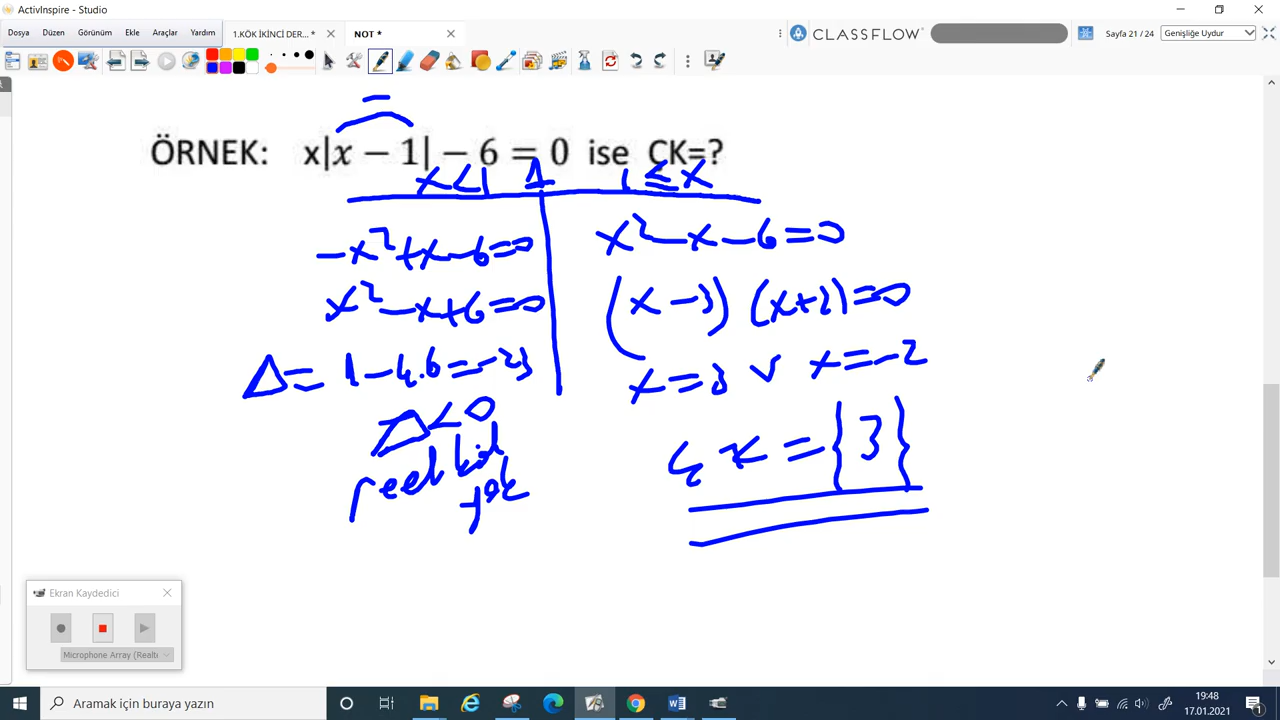 ActivInspire - Studio
Dosya Düzen Görünüm Ekle Araçlar Yardım
1.KÖK İKİNCİ DER... *
NOT *
CLASSFLOW
Sayfa 21 / 24
Genişliğe Uydur
ÖRNEK: x|x − 1| − 6 = 0 ise ÇK=?
x<1 1 1≤x
-x²+x-6=0
x²-x+6=0
Δ= 1-4.6=-23
Δ<0
reel kök
yok
x²-x-6=0
(x-3) (x+2)=0
x=3 v x=-2
ÇK={3}
Ekran Kaydedici
Microphone Array (Realt
Aramak için buraya yazın
19:48
17.01.2021
1